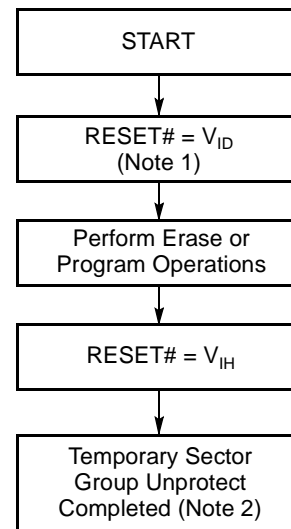 START
RESET# = V_ID
(Note 1)
Perform Erase or
Program Operations
RESET# = V_IH
Temporary Sector
Group Unprotect
Completed (Note 2)